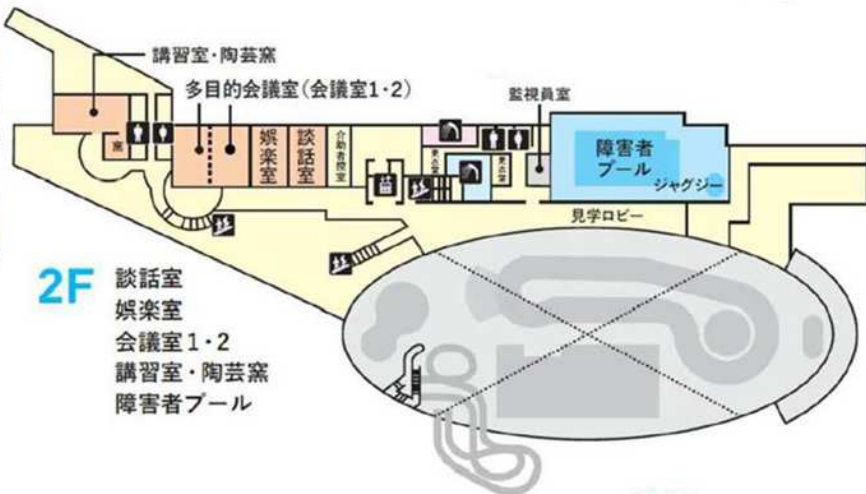 講習室・陶芸窯
多目的会議室(会議室1・2)
監視員室
窯
娯楽室
談話室
介助者控室
更衣室
更衣室
障害者
プール
ジャグジー
見学ロビー
2F
談話室
娯楽室
会議室1・2
講習室・陶芸窯
障害者プール